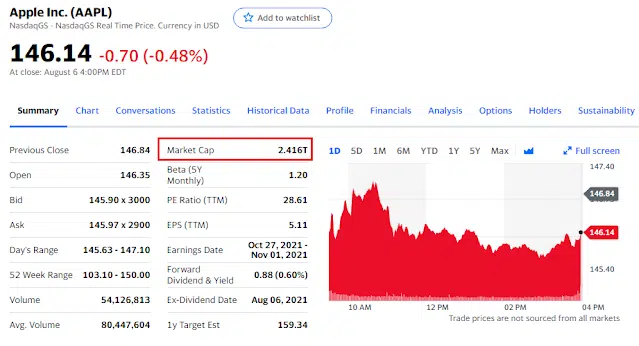 Apple Inc. (AAPL)
NasdaqGS - NasdaqGS Real Time Price. Currency in USD
Add to watchlist
146.14 -0.70 (-0.48%)
At close: August 6 4:00PM EDT
Summary Chart Conversations Statistics Historical Data Profile Financials Analysis Options Holders Sustainability
Previous Close 146.84
Open 146.35
Bid 145.90 x 3000
Ask 145.97 x 2900
Day's Range 145.63 - 147.10
52 Week Range 103.10 - 150.00
Volume 54,126,813
Avg. Volume 80,447,604
Market Cap 2.416T
Beta (5Y
Monthly) 1.20
PE Ratio (TTM) 28.61
EPS (TTM) 5.11
Earnings Date Oct 27, 2021 -
Nov 01, 2021
Forward
Dividend & Yield 0.88 (0.60%)
Ex-Dividend Date Aug 06, 2021
1y Target Est 159.34
1D 5D 1M 6M YTD 1Y 5Y Max Full screen
147.40
146.84
146.14
145.40
10 AM 12 PM 02 PM 04 PM
Trade prices are not sourced from all markets